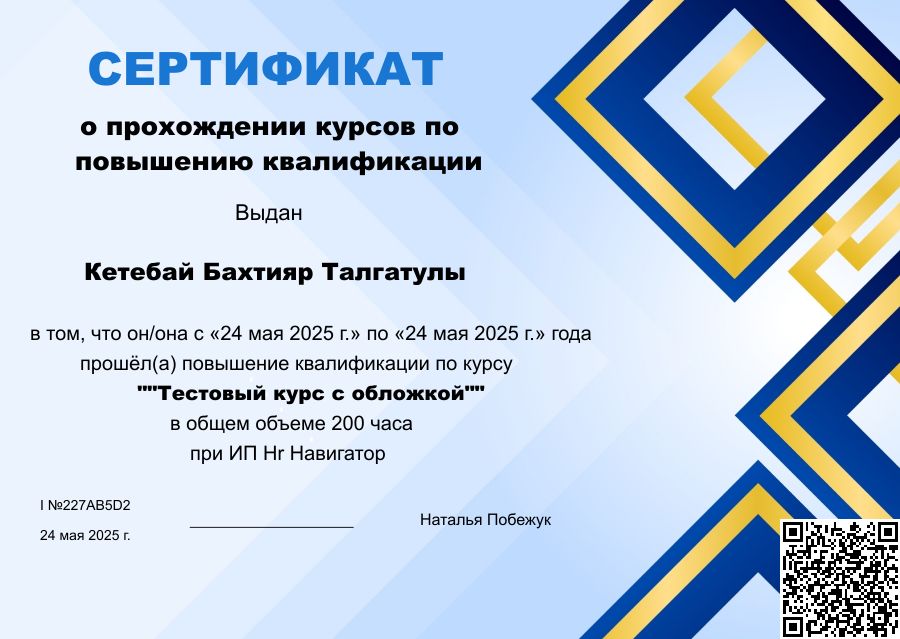 СЕРТИФИКАТ
о прохождении курсов по
повышению квалификации
Выдан
Кетебай Бахтияр Талгатулы
в том, что он/она с «24 мая 2025 г.» по «24 мая 2025 г.» года
прошёл(а) повышение квалификации по курсу
""Тестовый курс с обложкой""
в общем объеме 200 часа
при ИП Hr Навигатор
I №227AB5D2
24 мая 2025 г.
Наталья Побежук